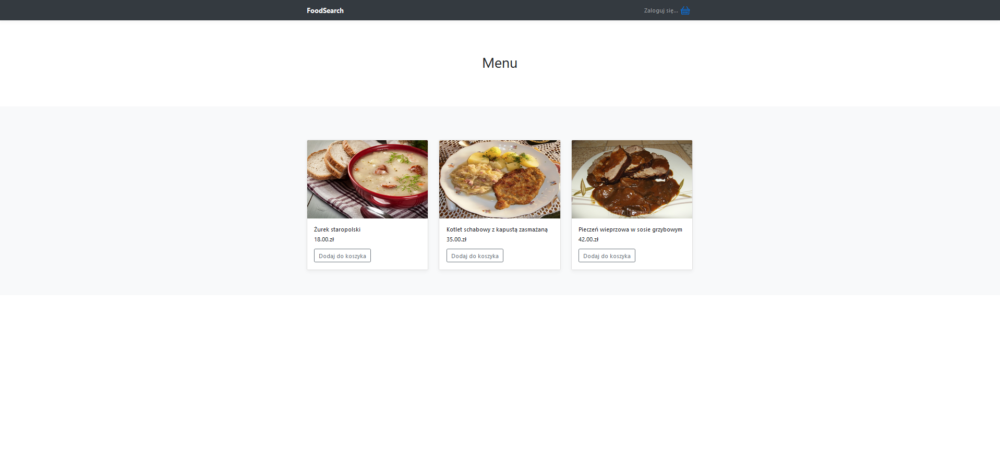 FoodSearch
Zaloguj się...
Menu
Żurek staropolski
18.00.zł
Dodaj do koszyka
Kotlet schabowy z kapustą zasmażaną
35.00.zł
Dodaj do koszyka
Pieczeń wieprzowa w sosie grzybowym
42.00.zł
Dodaj do koszyka